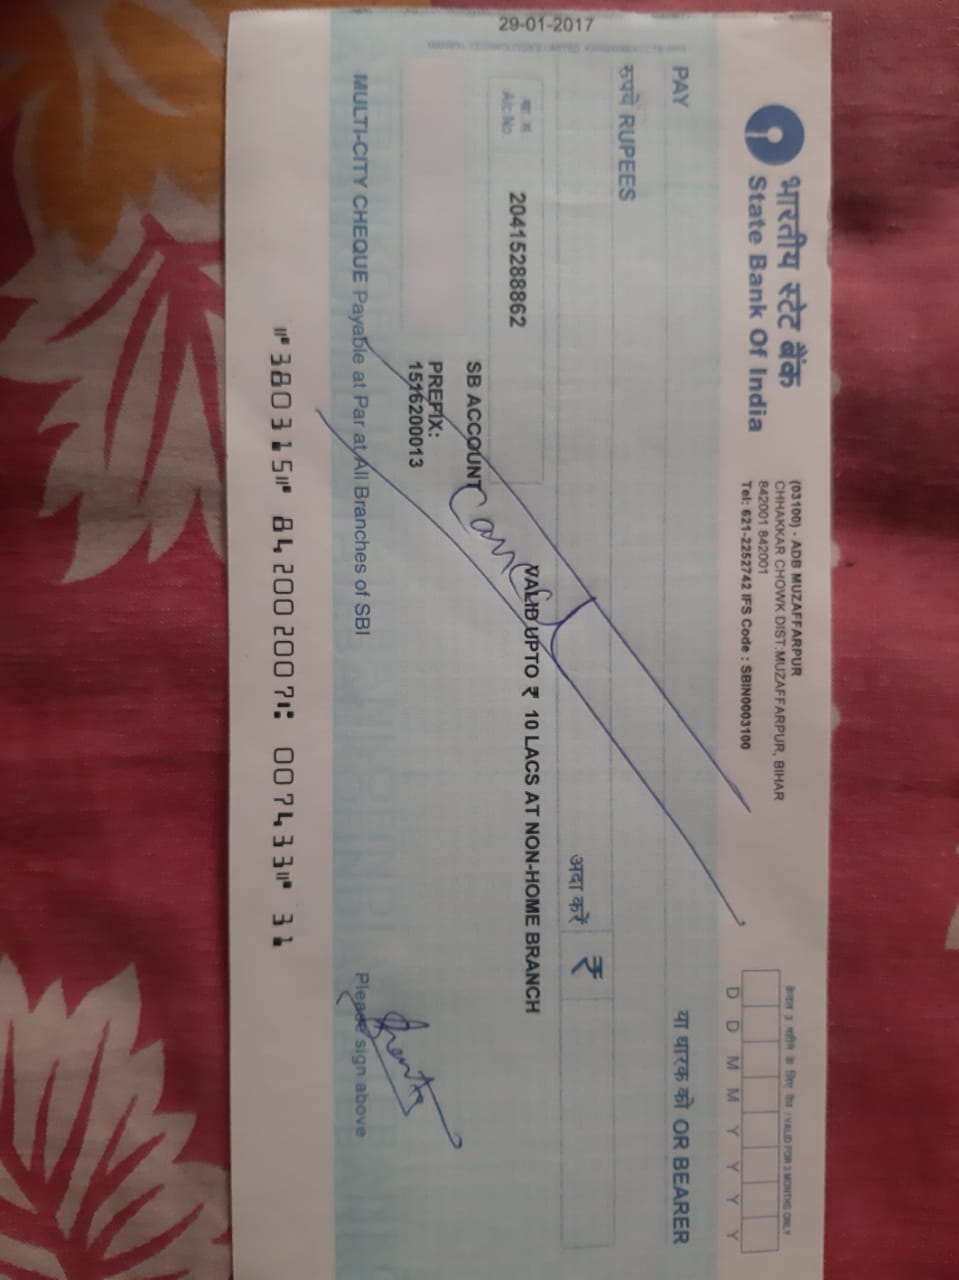 भारतीय स्टेट बैंक
State Bank Of India
(03100) - ADB MUZAFFARPUR
CHHAKKAR CHOWK DIST:MUZAFFARPUR, BIHAR
842001 842001
Tel: 621-2252742 IFS Code : SBIN0003100
केवल 3 महीने के लिए वैध / VALID FOR 3 MONTHS ONLY
D D M M Y Y Y Y
PAY
या धारक को OR BEARER
रुपये RUPEES
अदा करें ₹
A/c No
20415288862
VALID UPTO ₹ 10 LACS AT NON-HOME BRANCH
Cancel
SB ACCOUNT
PREFIX:
1516200013
MULTI-CITY CHEQUE Payable at Par at All Branches of SBI
Please sign above
⑈380315⑈ 842002007⑆ 007433⑈ 31
29-01-2017